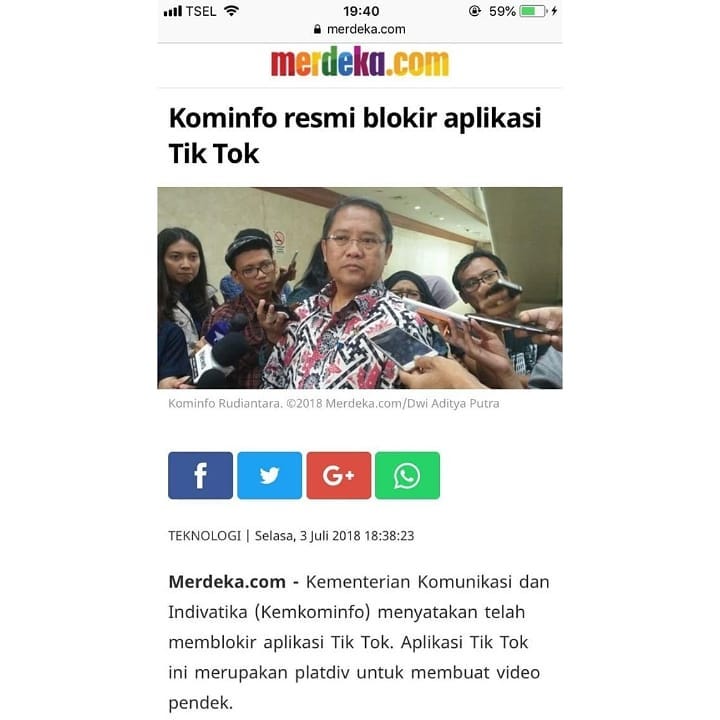 TSEL 19:40 59%
merdeka.com
merdeka.com
Kominfo resmi blokir aplikasi
Tik Tok
Kominfo Rudiantara. ©2018 Merdeka.com/Dwi Aditya Putra
f G+
TEKNOLOGI | Selasa, 3 Juli 2018 18:38:23
Merdeka.com - Kementerian Komunikasi dan
Indivatika (Kemkominfo) menyatakan telah
memblokir aplikasi Tik Tok. Aplikasi Tik Tok
ini merupakan platdiv untuk membuat video
pendek.